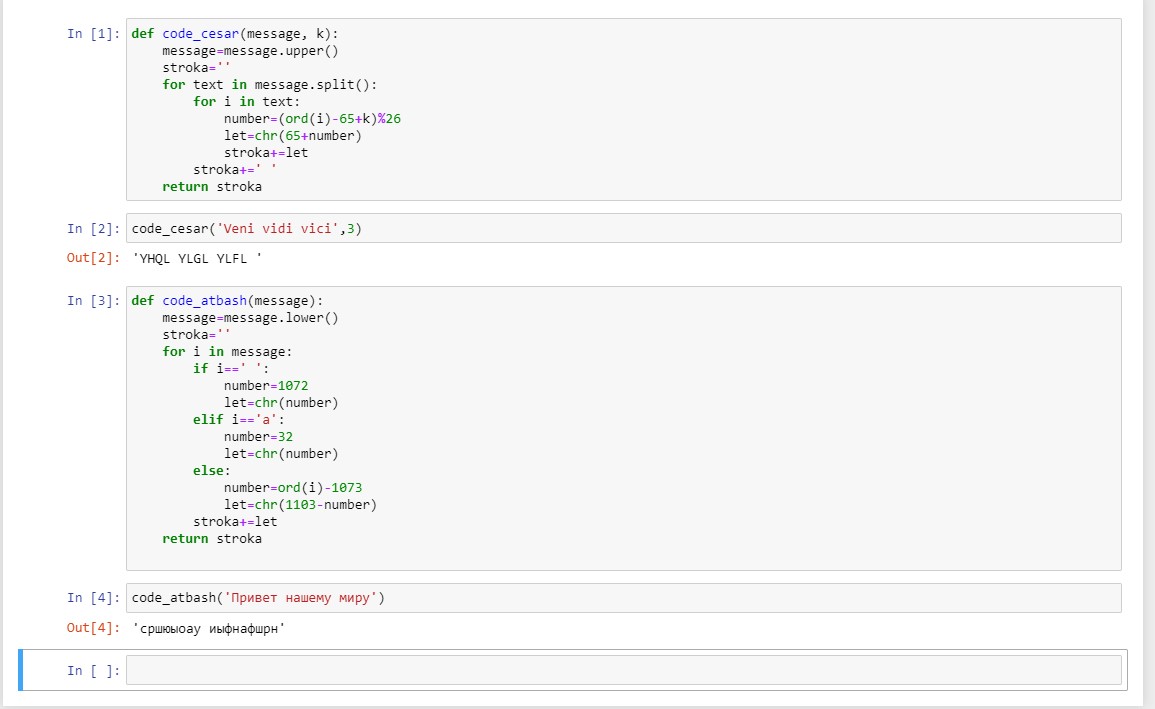 In [1]: def code_cesar(message, k):
    message=message.upper()
    stroka=''
    for text in message.split():
        for i in text:
            number=(ord(i)-65+k)%26
            let=chr(65+number)
            stroka+=let
        stroka+=' '
    return stroka
In [2]: code_cesar('Veni vidi vici',3)
Out[2]: 'YHQL YLGL YLFL '
In [3]: def code_atbash(message):
    message=message.lower()
    stroka=''
    for i in message:
        if i==' ':
            number=1072
            let=chr(number)
        elif i=='а':
            number=32
            let=chr(number)
        else:
            number=ord(i)-1073
            let=chr(1103-number)
        stroka+=let
    return stroka
In [4]: code_atbash('Привет нашему миру')
Out[4]: 'сршюыоау иыфнафшрн'
In [ ]: